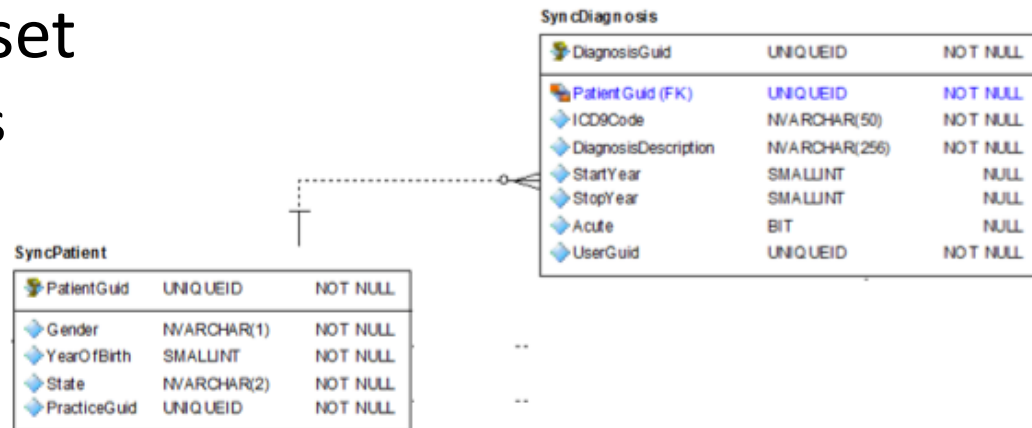 set
s
SyncDiagnosis
DiagnosisGuid UNIQUEID NOT NULL
PatientGuid (FK) UNIQUEID NOT NULL
ICD9Code NVARCHAR(50) NOT NULL
DiagnosisDescription NVARCHAR(256) NOT NULL
StartYear SMALLINT NULL
StopYear SMALLINT NULL
Acute BIT NULL
UserGuid UNIQUEID NOT NULL
SyncPatient
PatientGuid UNIQUEID NOT NULL
Gender NVARCHAR(1) NOT NULL
YearOfBirth SMALLINT NOT NULL
State NVARCHAR(2) NOT NULL
PracticeGuid UNIQUEID NOT NULL